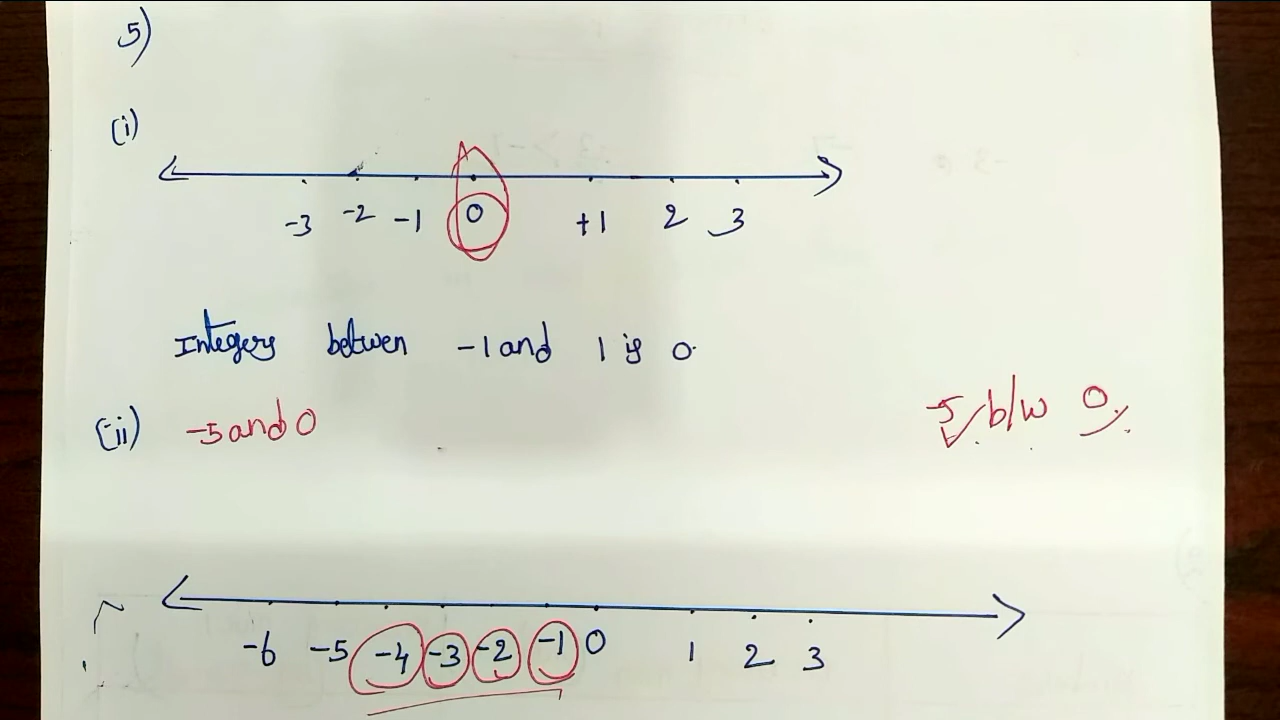 5)
(i)
-3 -2 -1 0 +1 2 3
Integers betwen -1 and 1 is 0.
(ii) -5 and 0
-5 b/w 0
-6 -5 -4 -3 -2 -1 0 1 2 3